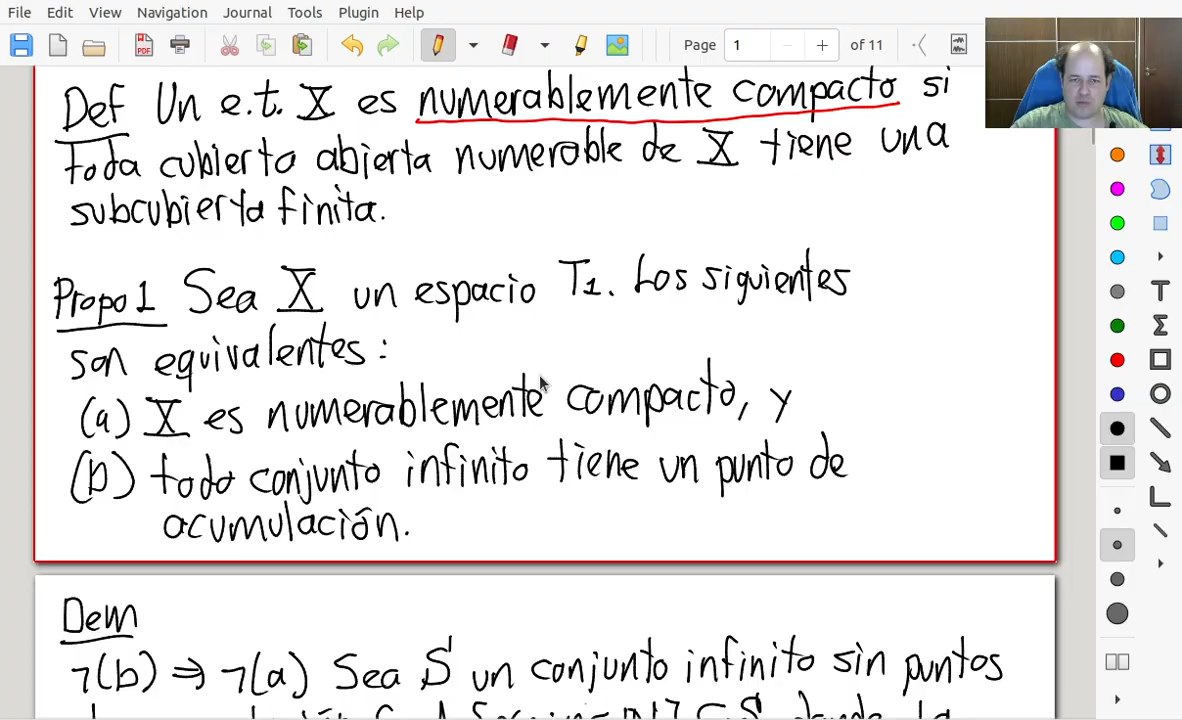 File Edit View Navigation Journal Tools Plugin Help
Page 1 of 11
Def Un e.t. X es numerablemente compacto si
toda cubierto abierta numerable de X tiene una
subcubierta finita.
Propo 1 Sea X un espacio T1. Los siguientes
son equivalentes:
(a) X es numerablemente compacto, y
(b) todo conjunto infinito tiene un punto de
acumulación.
Dem
¬(b) ⇒ ¬(a) Sea S un conjunto infinito sin puntos